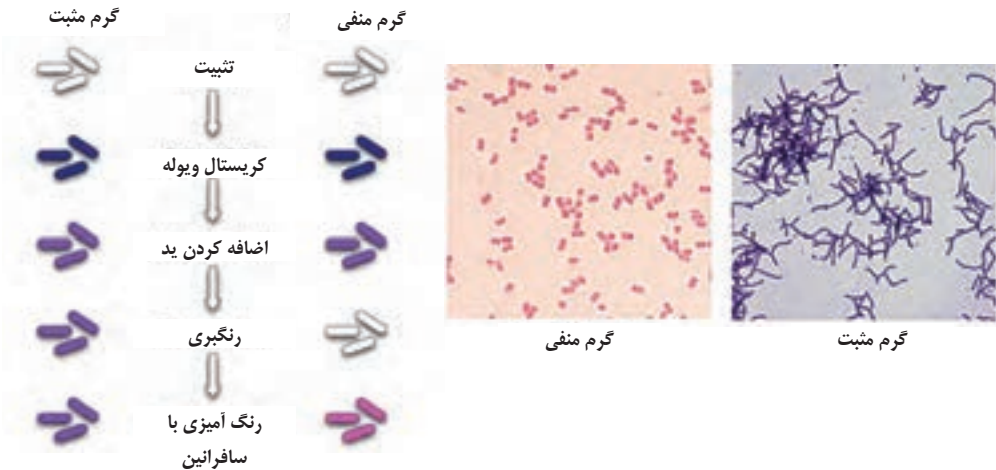 گرم مثبت
گرم منفی
تثبیت
کریستال ویوله
اضافه کردن ید
رنگبری
رنگ آمیزی با
سافرانین
گرم منفی
گرم مثبت